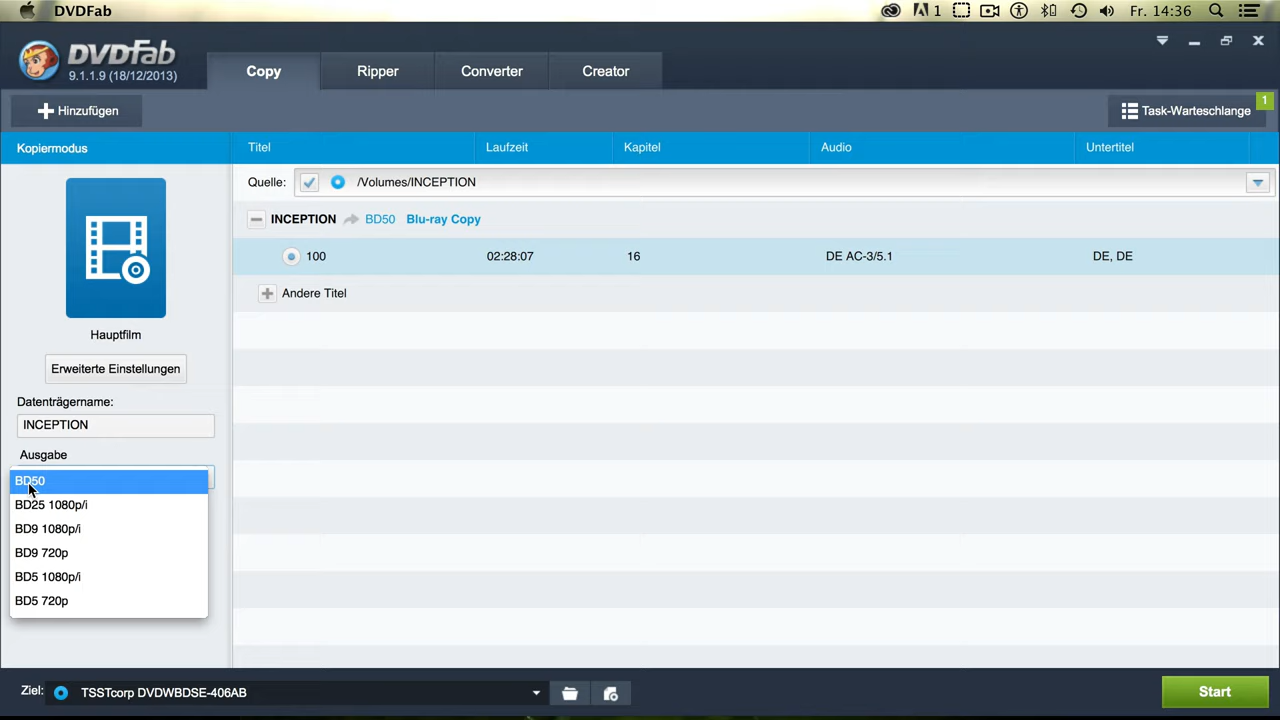 DVDFab
1
Fr. 14:36
DVDFab
9.1.1.9 (18/12/2013)
Copy
Ripper
Converter
Creator
Hinzufügen
Task-Warteschlange
1
Kopiermodus
Titel
Laufzeit
Kapitel
Audio
Untertitel
Quelle:
/Volumes/INCEPTION
INCEPTION
BD50
Blu-ray Copy
100
02:28:07
16
DE AC-3/5.1
DE, DE
Andere Titel
Hauptfilm
Erweiterte Einstellungen
Datenträgername:
INCEPTION
Ausgabe
BD50
BD25 1080p/i
BD9 1080p/i
BD9 720p
BD5 1080p/i
BD5 720p
Ziel:
TSSTcorp DVDWBDSE-406AB
Start